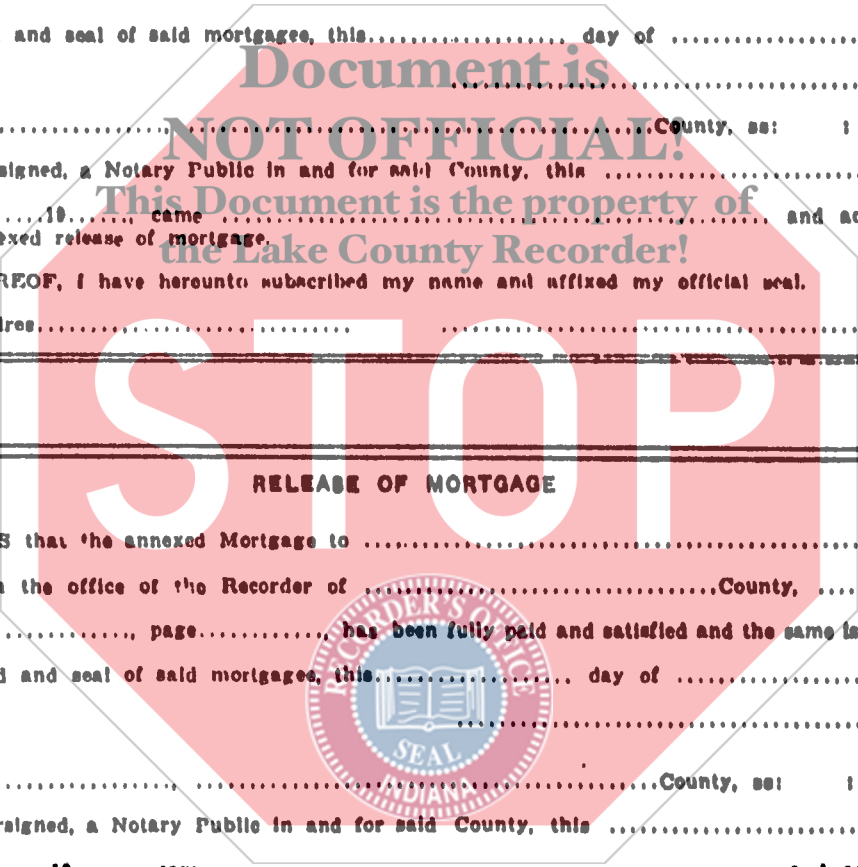 and seal of said mortgagee, this.................. day of ..................
Document is
.................., ..................County, ss:
NOT OFFICIAL!
signed, a Notary Public in and for said County, this ..................
This Document is the property of
....19......, came .................. and ac
the Lake County Recorder!
exed release of mortgage.
REOF, I have hereunto subscribed my name and affixed my official seal.
ires.................. ..................
STOP
RELEASE OF MORTGAGE
S that the annexed Mortgage to ..................
n the office of the Recorder of ..................County, ....
............, page............, has been fully paid and satisfied and the same is
d and seal of said mortgagee, this.................. day of ..................
RECORDER'S OFFICE
SEAL
INDIANA
.................., ..................County, ss:
rsigned, a Notary Public in and for said County, this ..................